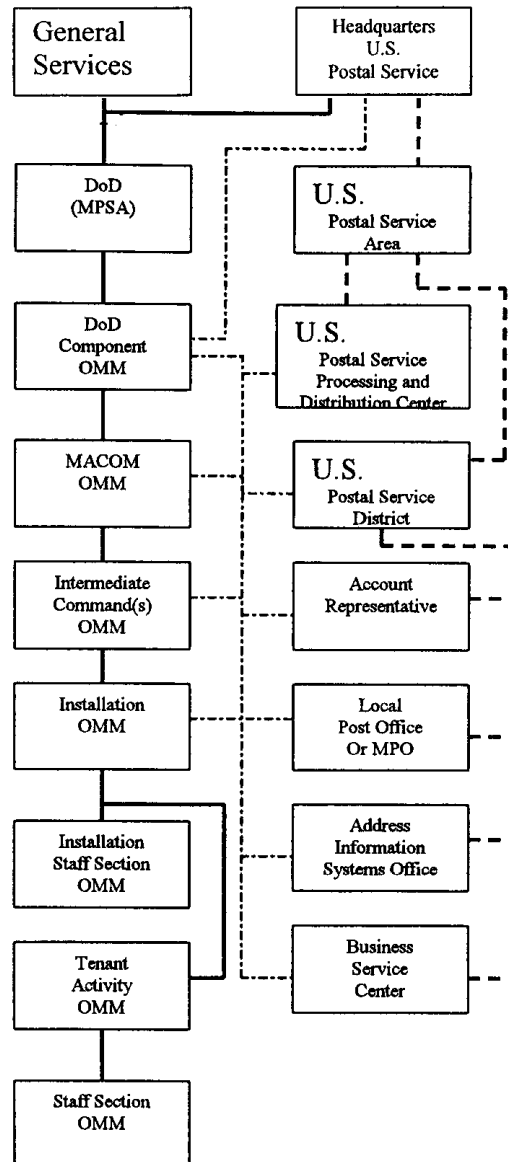 General
Services
Headquarters
U.S.
Postal Service
DoD
(MPSA)
U.S.
Postal Service
Area
DoD
Component
OMM
U.S.
Postal Service
Processing and
Distribution Center
MACOM
OMM
U.S.
Postal Service
District
Intermediate
Command(s)
OMM
Account
Representative
Installation
OMM
Local
Post Office
Or MPO
Installation
Staff Section
OMM
Address
Information
Systems Office
Tenant
Activity
OMM
Business
Service
Center
Staff Section
OMM